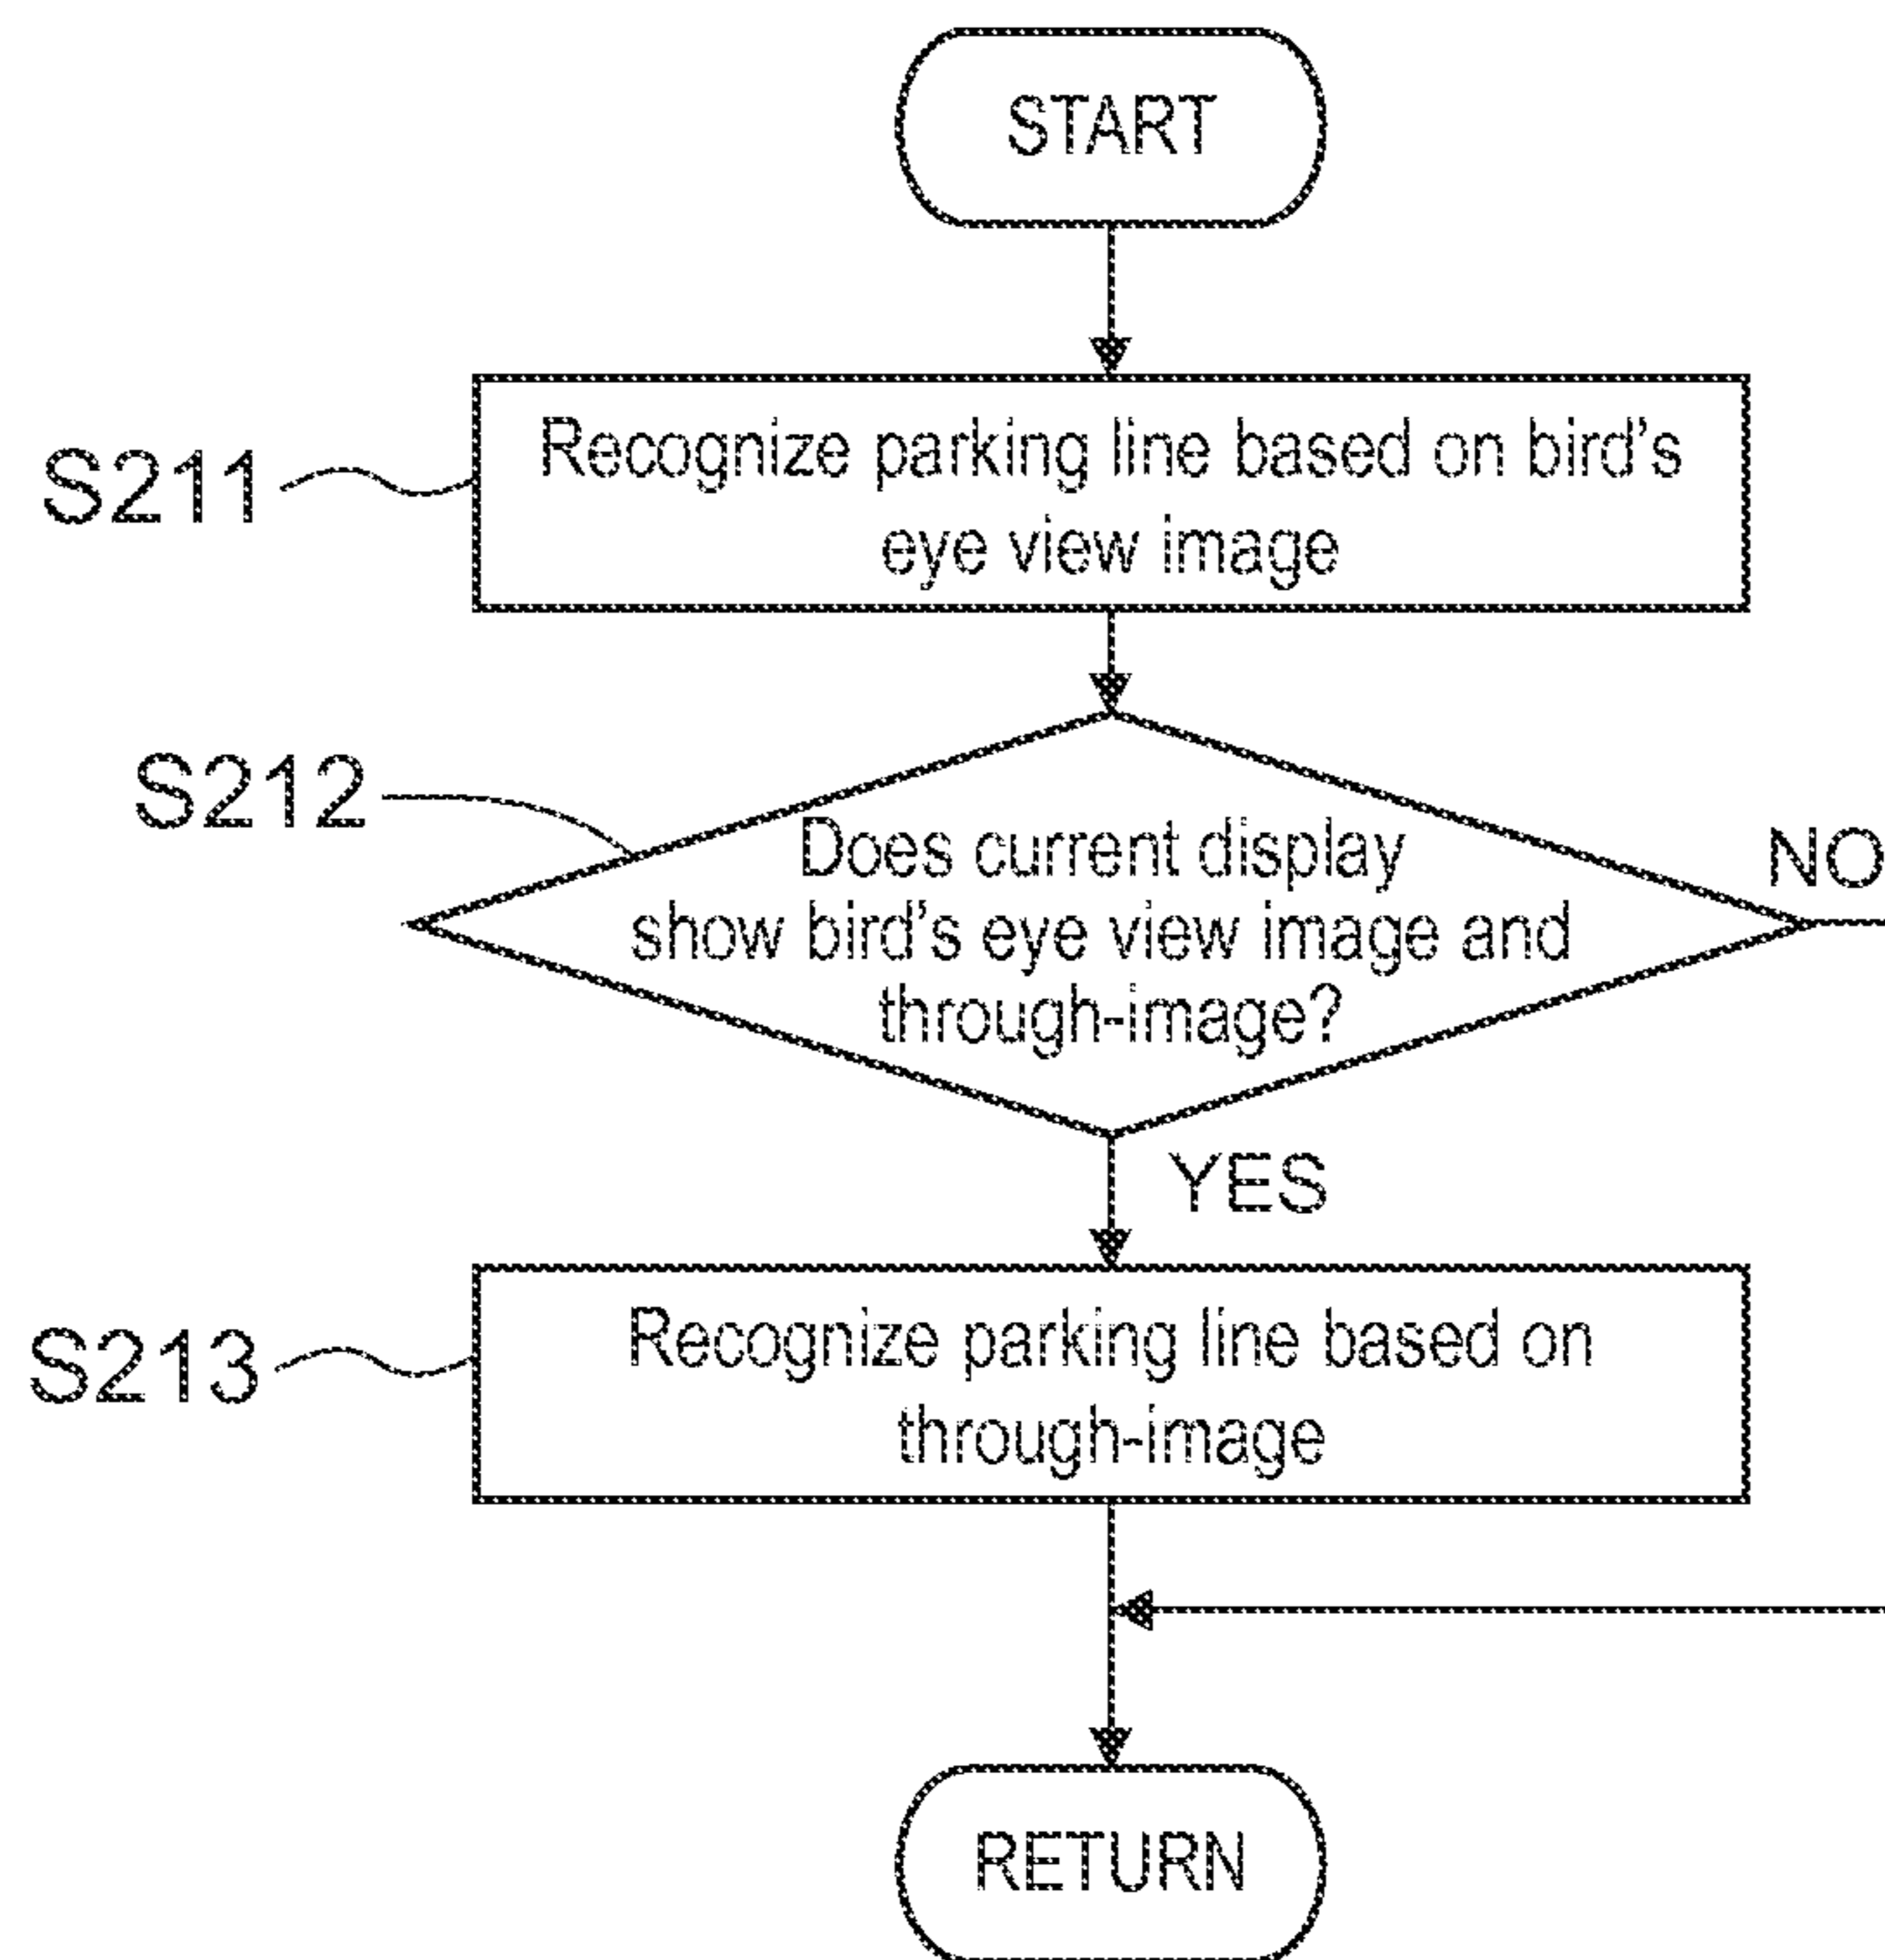 START
S211
Recognize parking line based on bird's
eye view image
S212
Does current display
show bird's eye view image and
through-image?
NO
YES
S213
Recognize parking line based on
through-image
RETURN